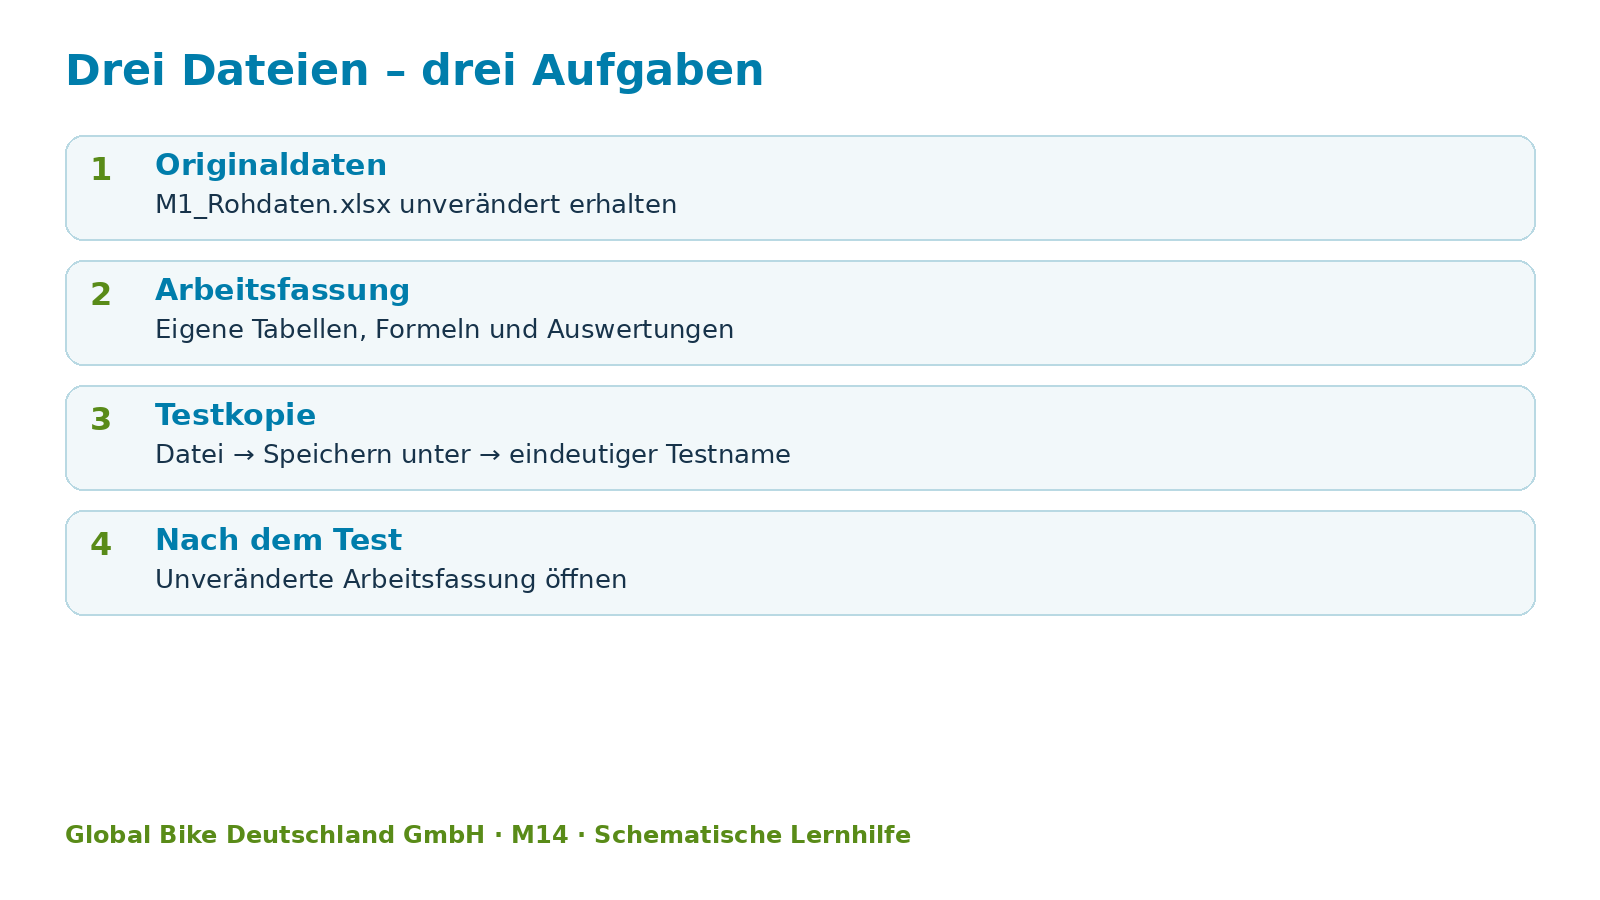 Drei Dateien – drei Aufgaben
1
Originaldaten
M1_Rohdaten.xlsx unverändert erhalten
2
Arbeitsfassung
Eigene Tabellen, Formeln und Auswertungen
3
Testkopie
Datei → Speichern unter → eindeutiger Testname
4
Nach dem Test
Unveränderte Arbeitsfassung öffnen
Global Bike Deutschland GmbH · M14 · Schematische Lernhilfe